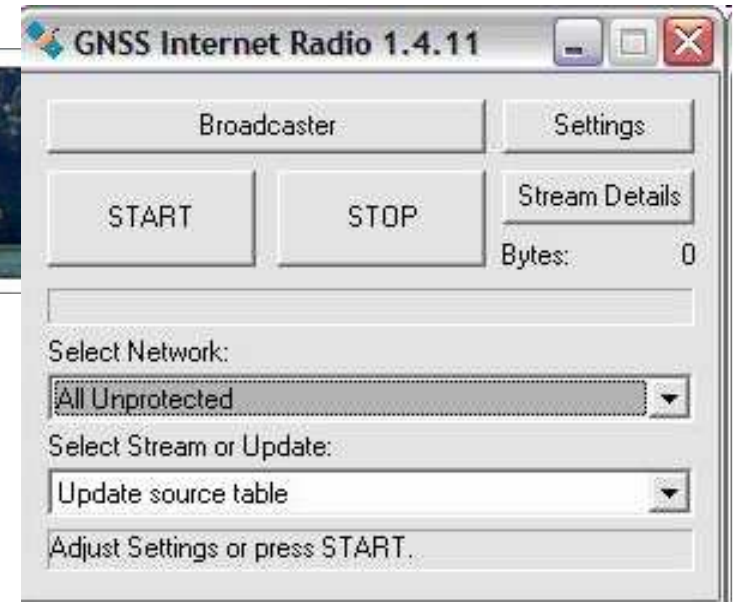 GNSS Internet Radio 1.4.11
Broadcaster
Settings
START
STOP
Stream Details
Bytes: 0
Select Network:
All Unprotected
Select Stream or Update:
Update source table
Adjust Settings or press START.